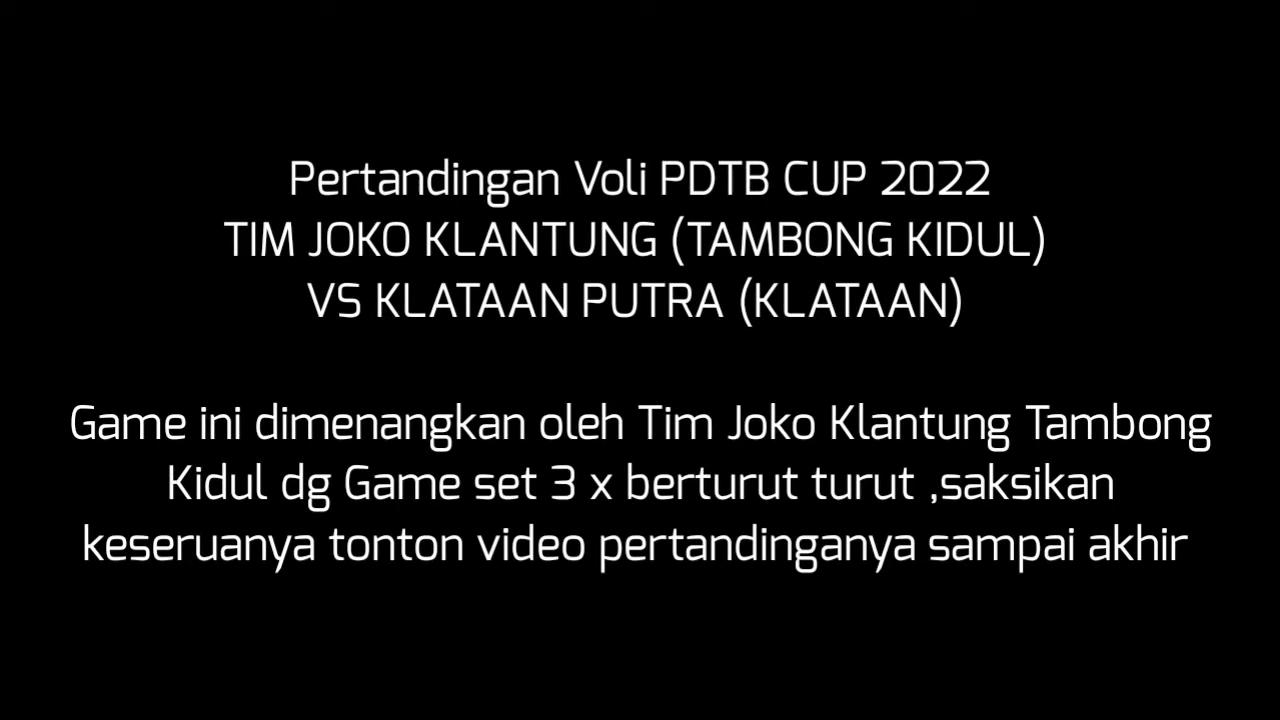 Pertandingan Voli PDTB CUP 2022
TIM JOKO KLANTUNG (TAMBONG KIDUL)
VS KLATAAN PUTRA (KLATAAN)
Game ini dimenangkan oleh Tim Joko Klantung Tambong
Kidul dg Game set 3 x berturut turut ,saksikan
keseruanya tonton video pertandinganya sampai akhir